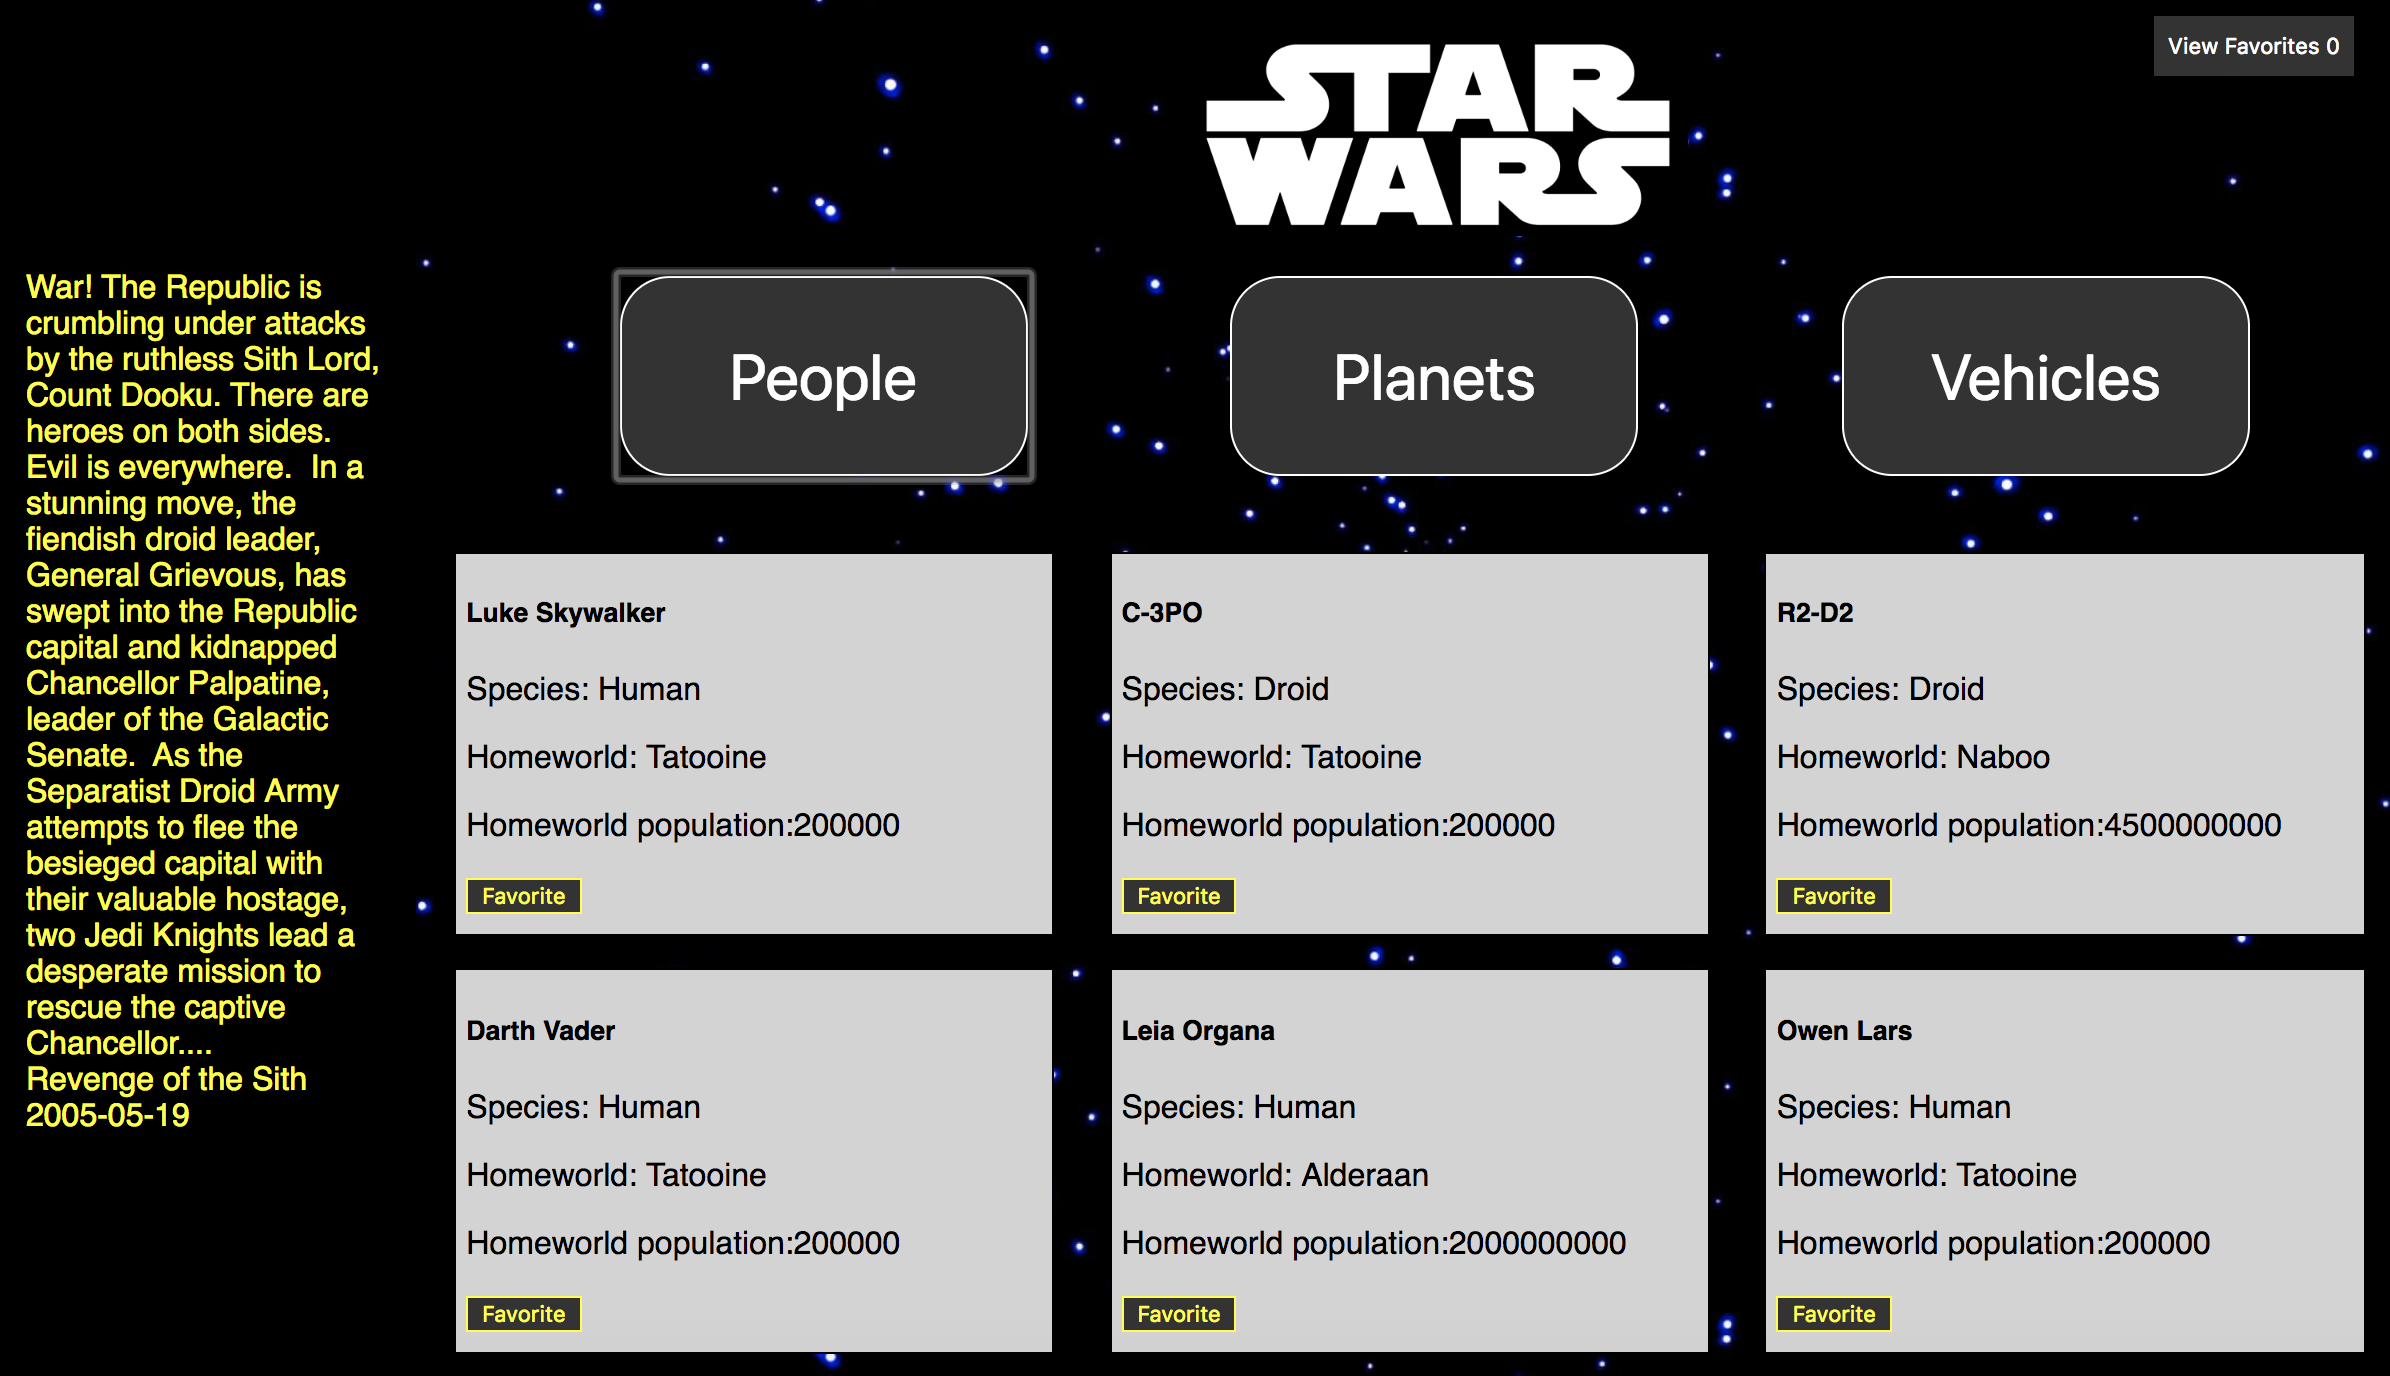 View Favorites 0
STAR
WARS
War! The Republic is
crumbling under attacks
by the ruthless Sith Lord,
Count Dooku. There are
heroes on both sides.
Evil is everywhere.  In a
stunning move, the
fiendish droid leader,
General Grievous, has
swept into the Republic
capital and kidnapped
Chancellor Palpatine,
leader of the Galactic
Senate.  As the
Separatist Droid Army
attempts to flee the
besieged capital with
their valuable hostage,
two Jedi Knights lead a
desperate mission to
rescue the captive
Chancellor....
Revenge of the Sith
2005-05-19
People
Planets
Vehicles
Luke Skywalker
Species: Human
Homeworld: Tatooine
Homeworld population:200000
Favorite
C-3PO
Species: Droid
Homeworld: Tatooine
Homeworld population:200000
Favorite
R2-D2
Species: Droid
Homeworld: Naboo
Homeworld population:4500000000
Favorite
Darth Vader
Species: Human
Homeworld: Tatooine
Homeworld population:200000
Favorite
Leia Organa
Species: Human
Homeworld: Alderaan
Homeworld population:2000000000
Favorite
Owen Lars
Species: Human
Homeworld: Tatooine
Homeworld population:200000
Favorite